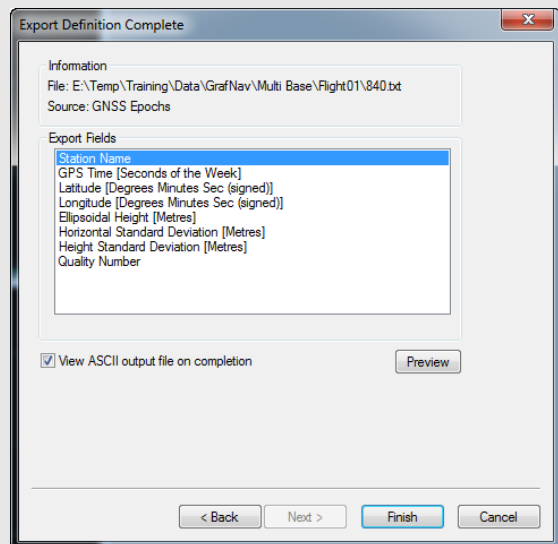 Export Definition Complete
Information
File: E:\Temp\Training\Data\GrafNav\Multi Base\Flight01\840.txt
Source: GNSS Epochs
Export Fields
Station Name
GPS Time [Seconds of the Week]
Latitude [Degrees Minutes Sec (signed)]
Longitude [Degrees Minutes Sec (signed)]
Ellipsoidal Height [Metres]
Horizontal Standard Deviation [Metres]
Height Standard Deviation [Metres]
Quality Number
View ASCII output file on completion
Preview
< Back
Next >
Finish
Cancel